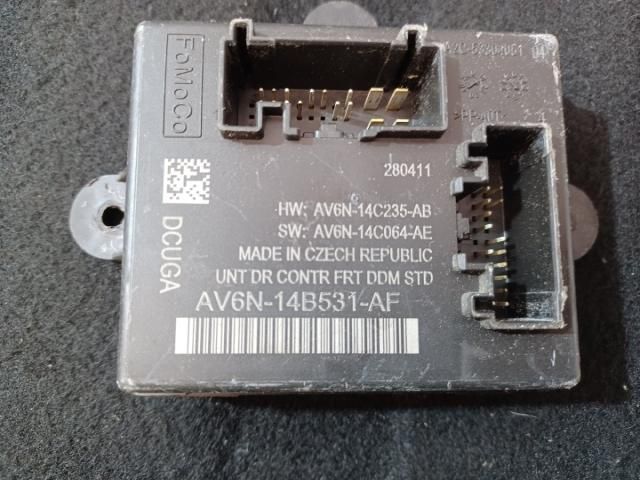 FoMoCo
280411
HW: AV6N-14C235-AB
SW: AV6N-14C064-AE
MADE IN CZECH REPUBLIC
UNT DR CONTR FRT DDM STD
DCUGA
AV6N-14B531-AF